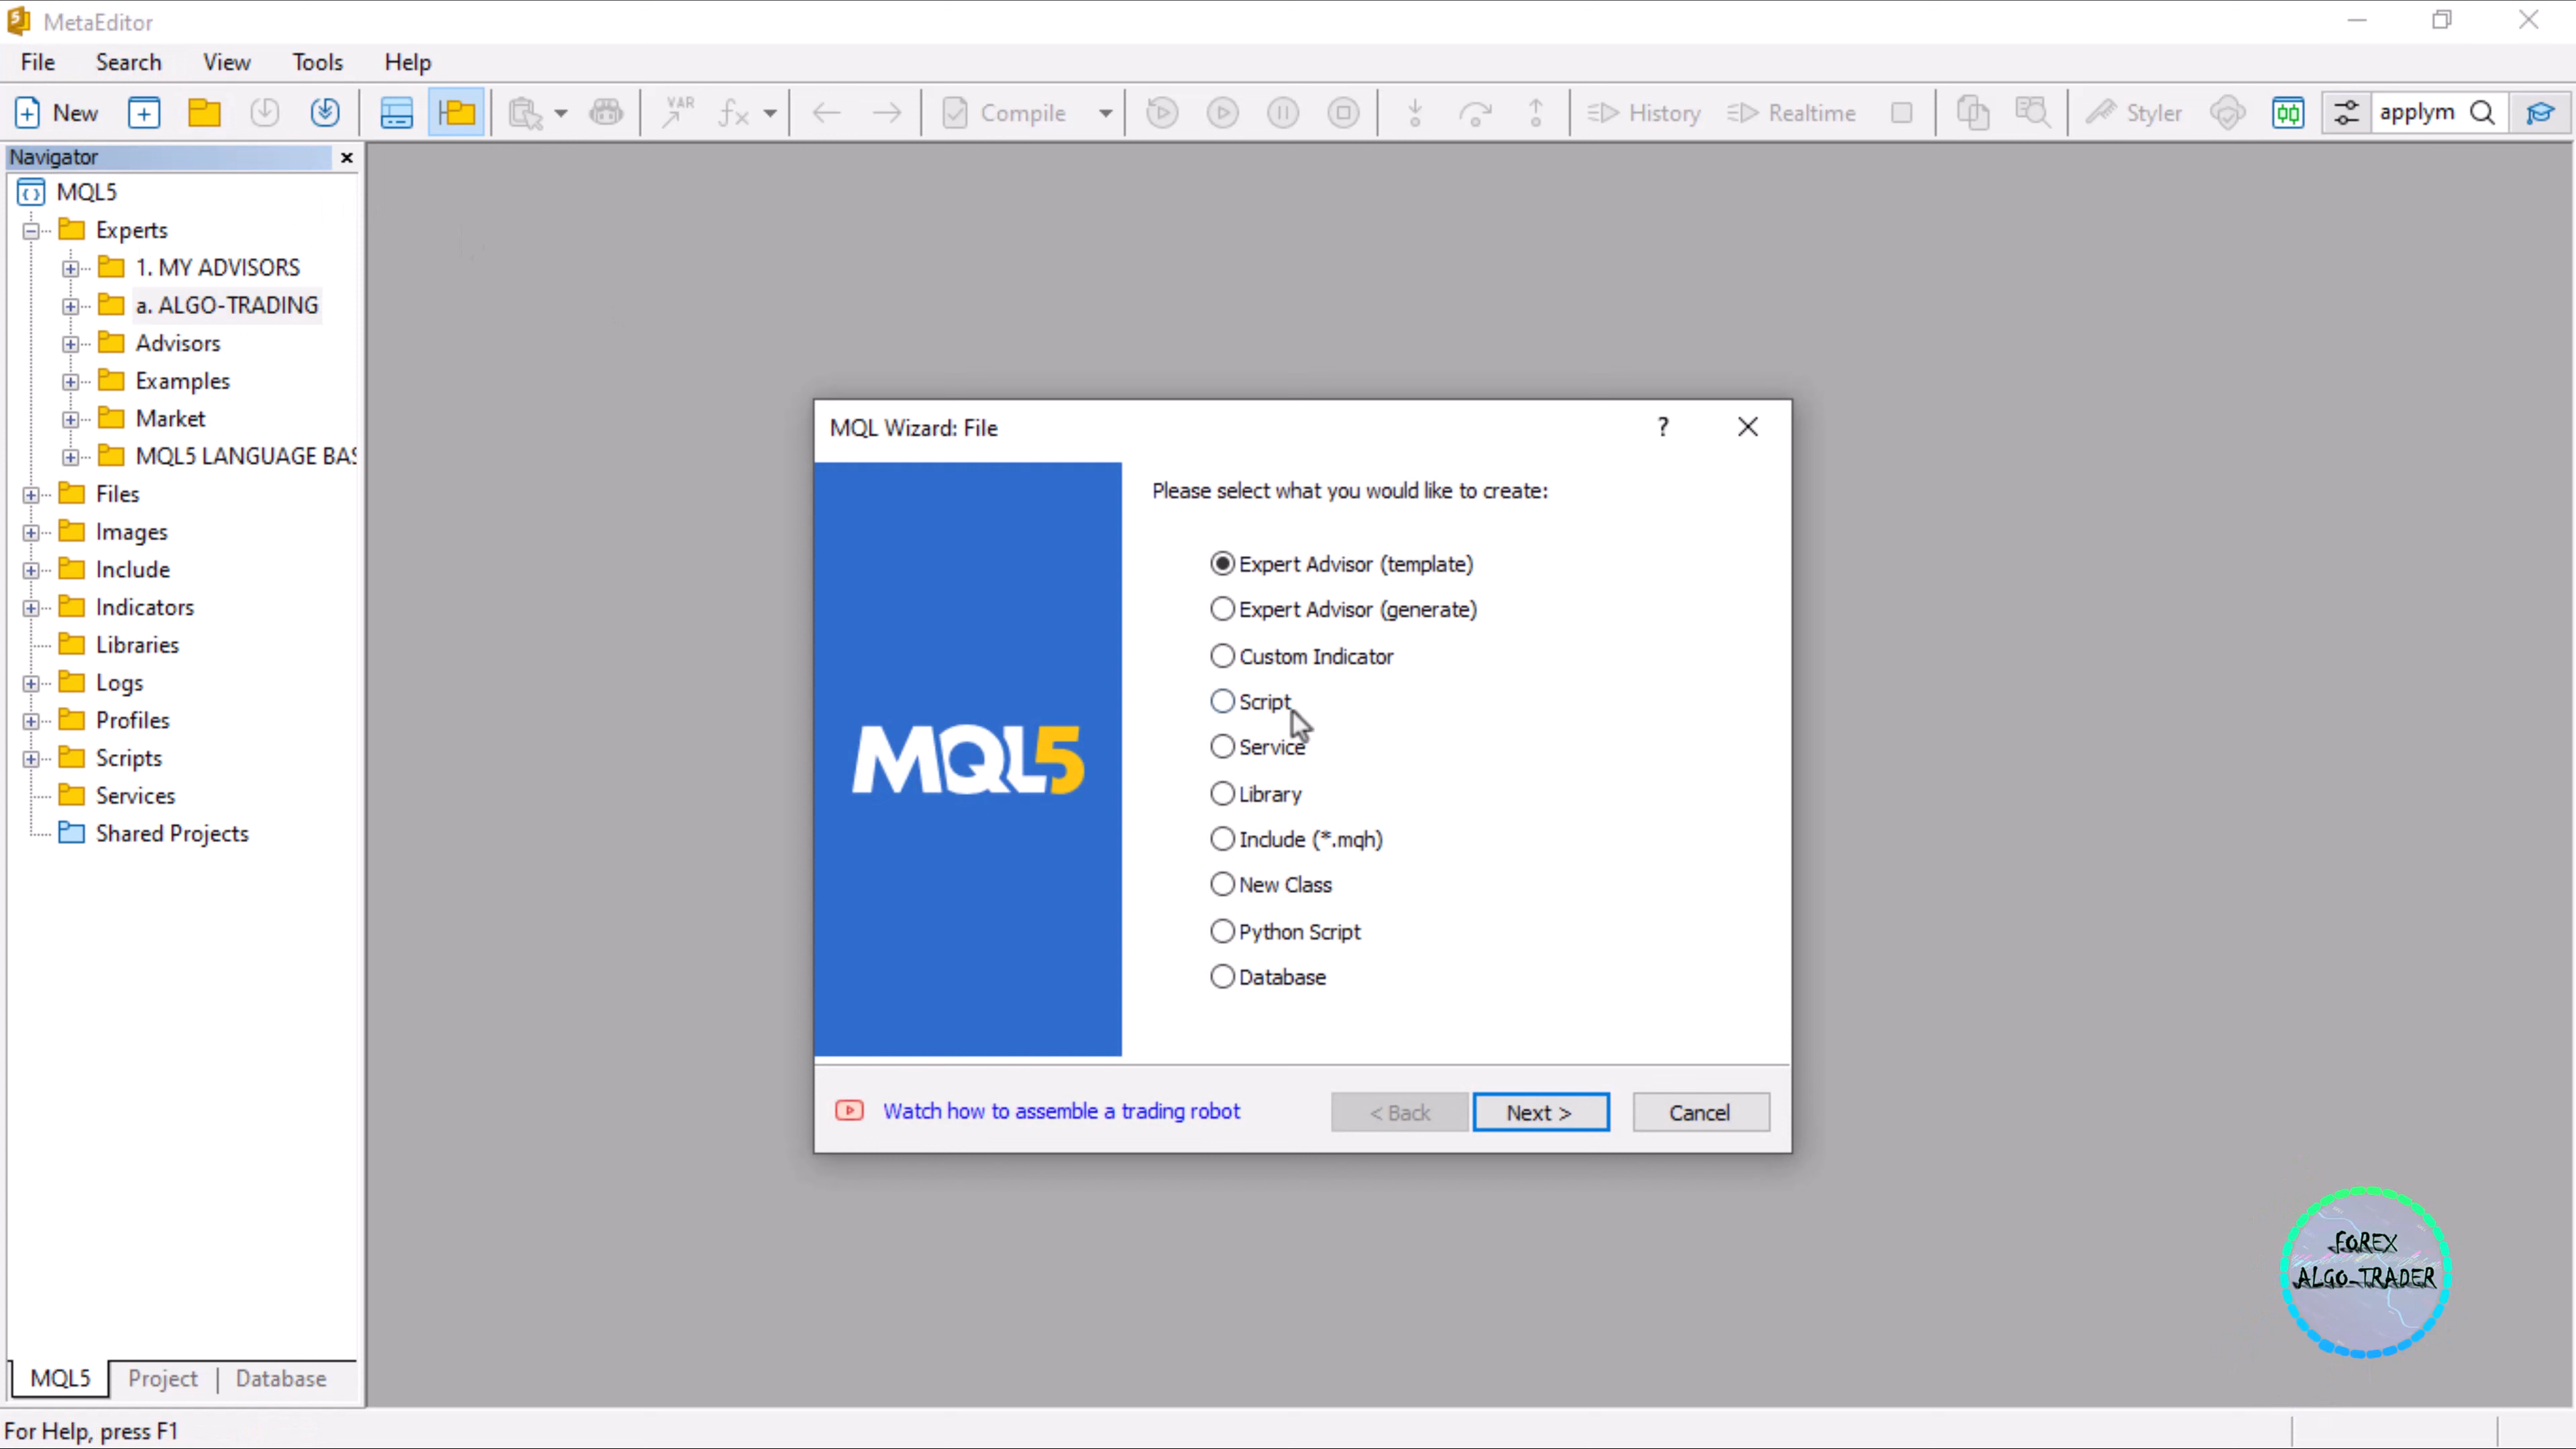 MetaEditor
File Search View Tools Help
New VAR fx Compile History Realtime Styler applym
Navigator
MQL5
Experts
1. MY ADVISORS
a. ALGO-TRADING
Advisors
Examples
Market
MQL5 LANGUAGE BAS
Files
Images
Include
Indicators
Libraries
Logs
Profiles
Scripts
Services
Shared Projects
MQL5 Project Database
For Help, press F1
MQL Wizard: File ?
MQL5
Please select what you would like to create:
Expert Advisor (template)
Expert Advisor (generate)
Custom Indicator
Script
Service
Library
Include (*.mqh)
New Class
Python Script
Database
Watch how to assemble a trading robot < Back Next > Cancel
FOREX
ALGO_TRADER